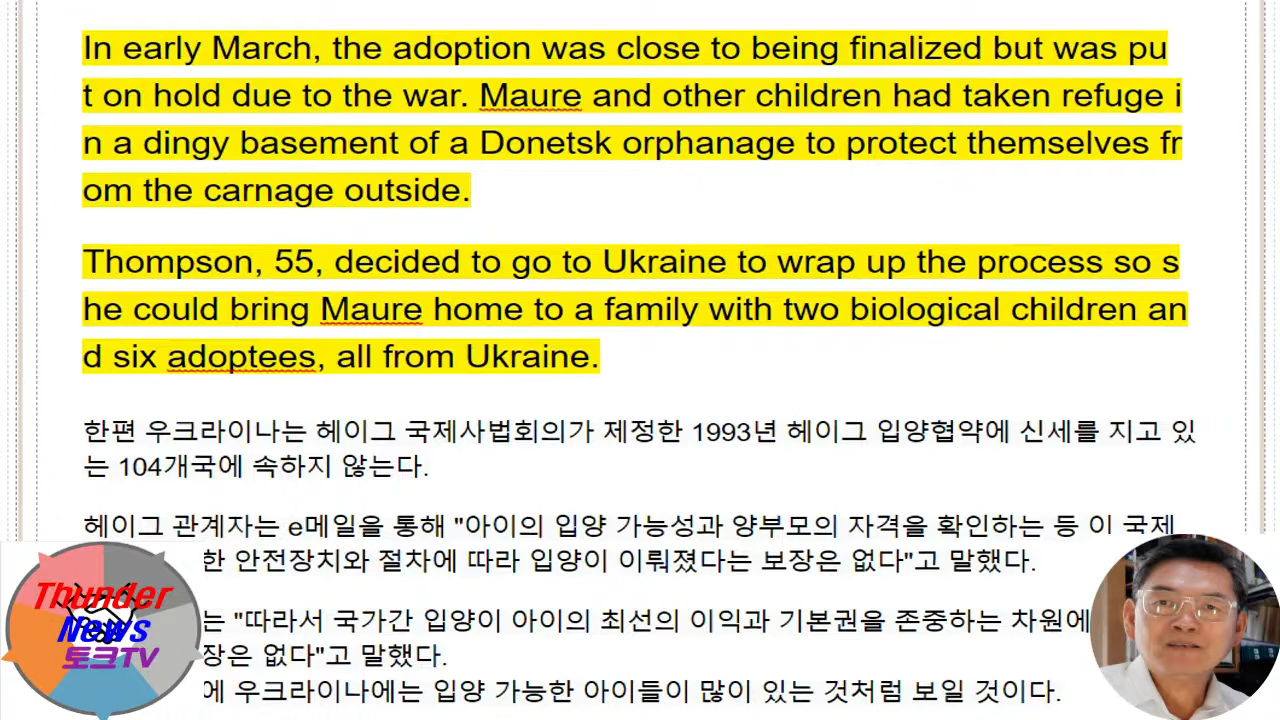 In early March, the adoption was close to being finalized but was pu
t on hold due to the war. Maure and other children had taken refuge i
n a dingy basement of a Donetsk orphanage to protect themselves fr
om the carnage outside.
Thompson, 55, decided to go to Ukraine to wrap up the process so s
he could bring Maure home to a family with two biological children an
d six adoptees, all from Ukraine.
한편 우크라이나는 헤이그 국제사법회의가 제정한 1993년 헤이그 입양협약에 신세를 지고 있
는 104개국에 속하지 않는다.
헤이그 관계자는 e메일을 통해 "아이의 입양 가능성과 양부모의 자격을 확인하는 등 이 국제
한 안전장치와 절차에 따라 입양이 이뤄졌다는 보장은 없다"고 말했다.
는 "따라서 국가간 입양이 아이의 최선의 이익과 기본권을 존중하는 차원에
장은 없다"고 말했다.
에 우크라이나에는 입양 가능한 아이들이 많이 있는 것처럼 보일 것이다.
Thunder
News
토크TV